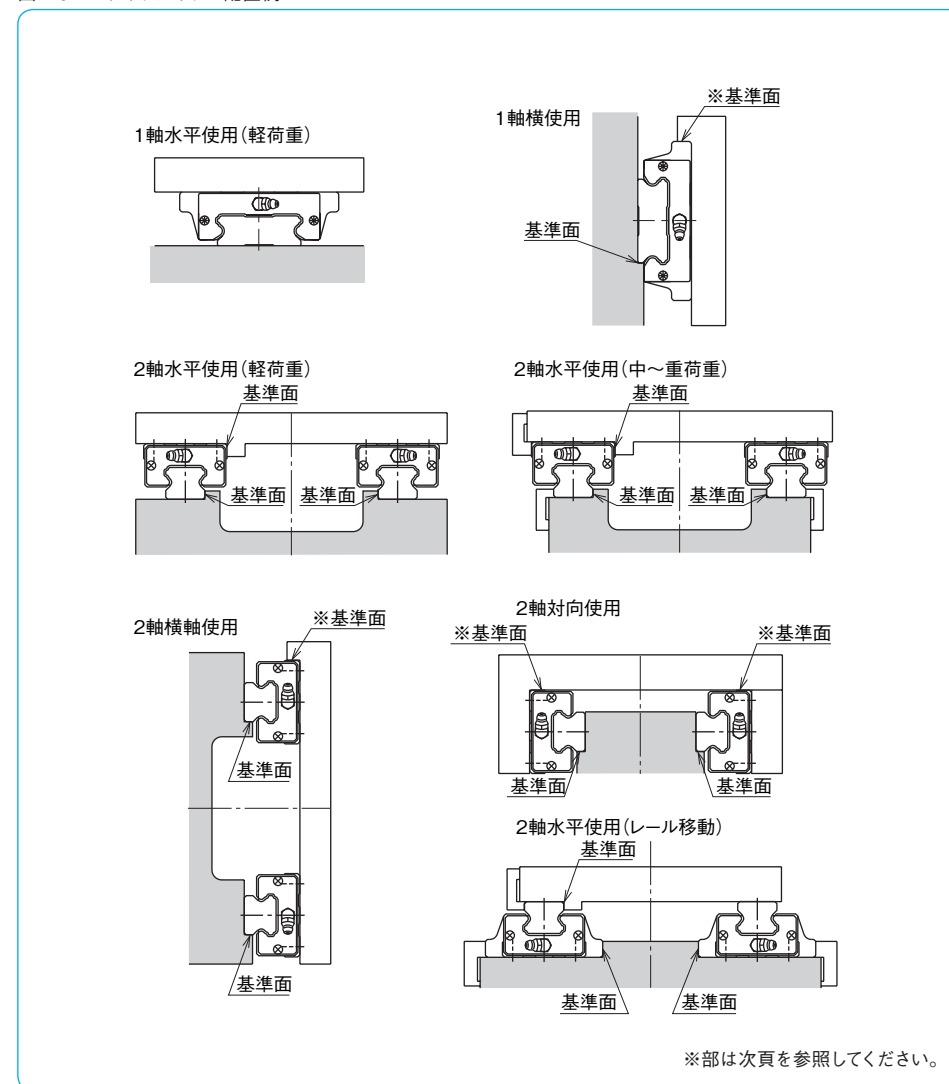 1軸水平使用（軽荷重）
1軸横使用
※基準面
基準面
2軸水平使用（軽荷重）
基準面
基準面
基準面
2軸水平使用（中～重荷重）
基準面
基準面
基準面
2軸横軸使用
※基準面
基準面
基準面
2軸対向使用
※基準面
※基準面
基準面
基準面
2軸水平使用（レール移動）
基準面
基準面
基準面
※部は次頁を参照してください。